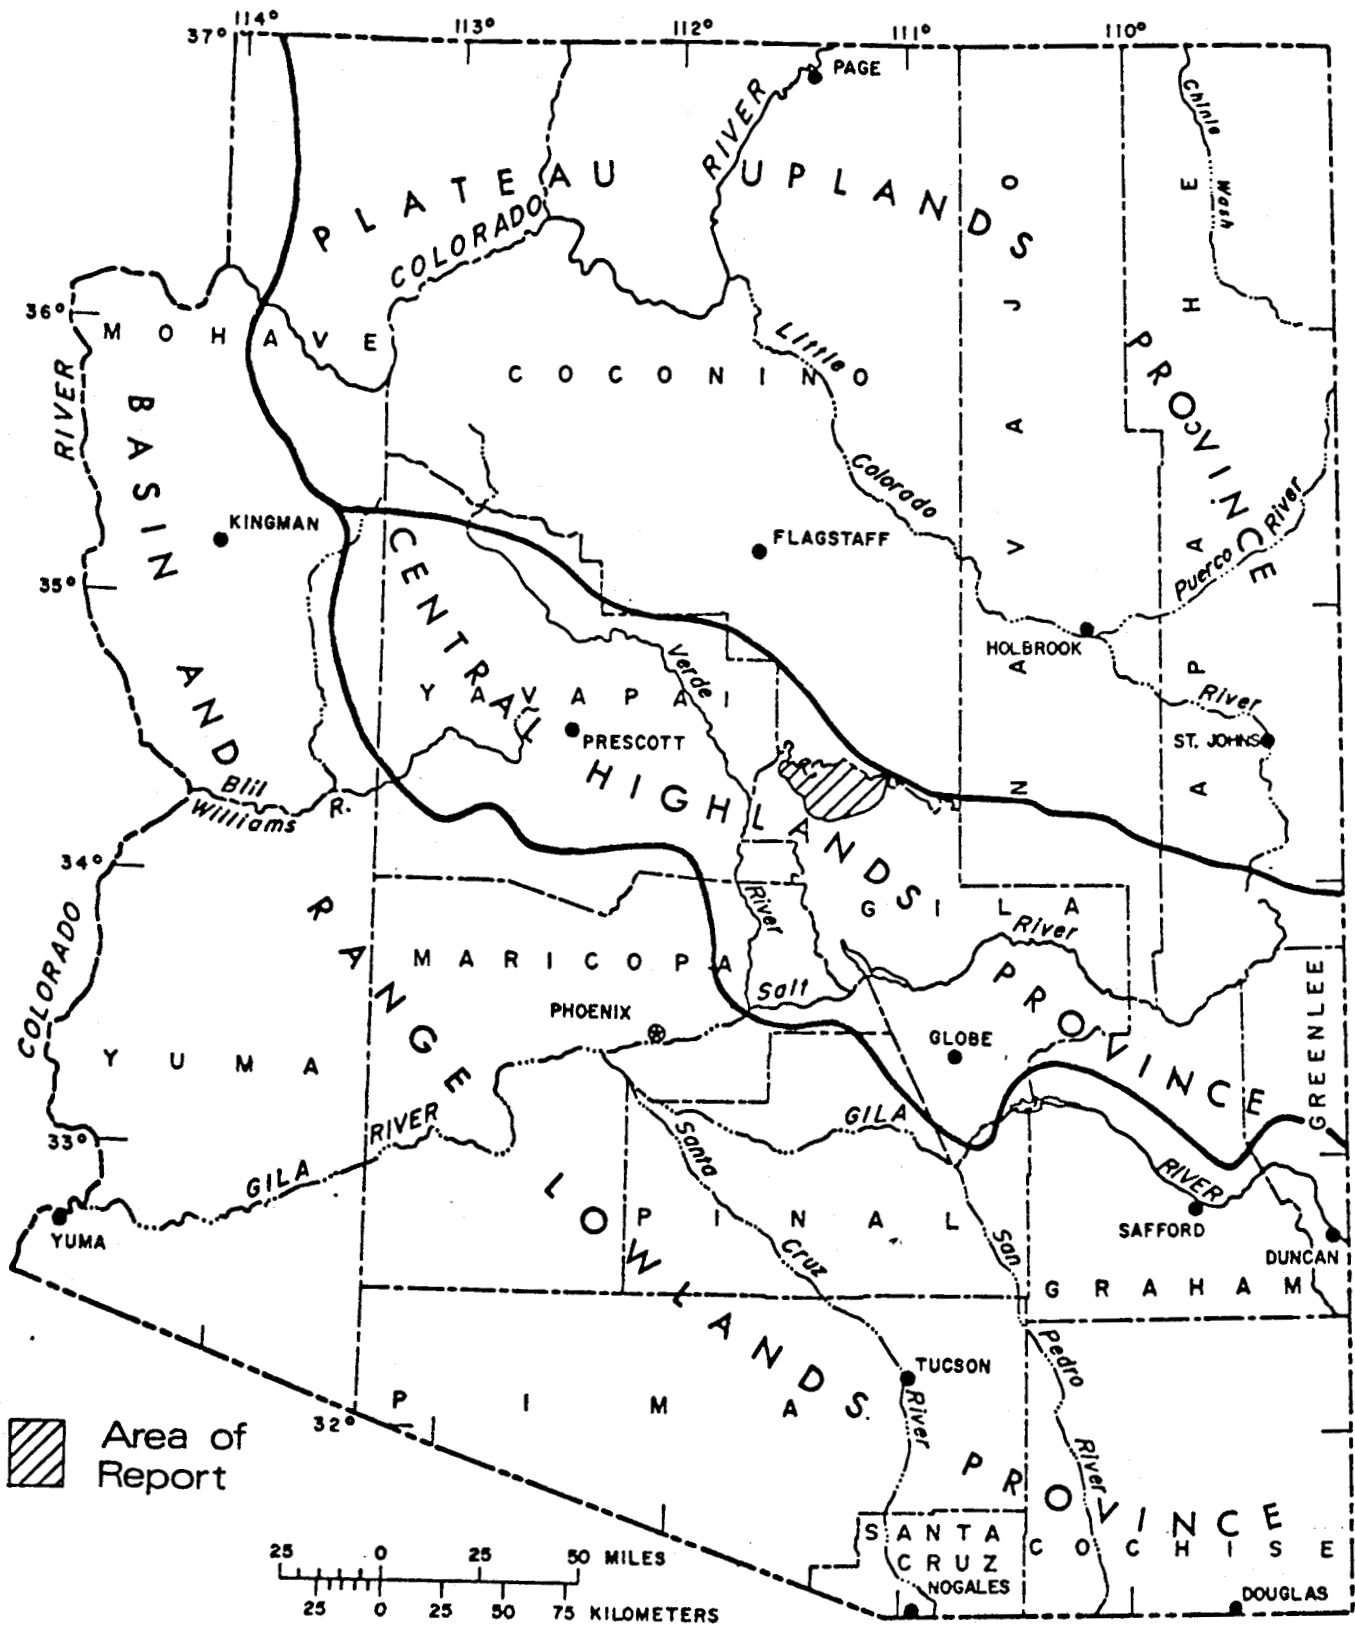 114°
37°
113°
112°
111°
110°
PAGE
RIVER
Chinle
Wash
PLATEAU UPLANDS
COLORADO
36°
MOHAVE
Little
COCONINO
NAVAJO
APACHE
PROVINCE
RIVER
BASIN
Colorado
KINGMAN
CENTRAL
FLAGSTAFF
Puerco River
35°
HOLBROOK
Verde
River
AND
YAVAPAI
PRESCOTT
ST. JOHNS
HIGHLANDS
R.
Bill
Williams
R.
34°
RANGE
River
GILA
River
COLORADO
MARICOPA
Salt
PROVINCE
GREENLEE
PHOENIX
GLOBE
YUMA
33°
RIVER
GILA
GILA
Santa
RIVER
LOWLANDS
PINAL
San
SAFFORD
YUMA
Cruz
DUNCAN
GRAHAM
Pedro
TUCSON
PIMA
River
32°
River
Area of
Report
PROVINCE
SANTA
CRUZ
COCHISE
25 0 25 50 MILES
NOGALES
DOUGLAS
25 0 25 50 75 KILOMETERS